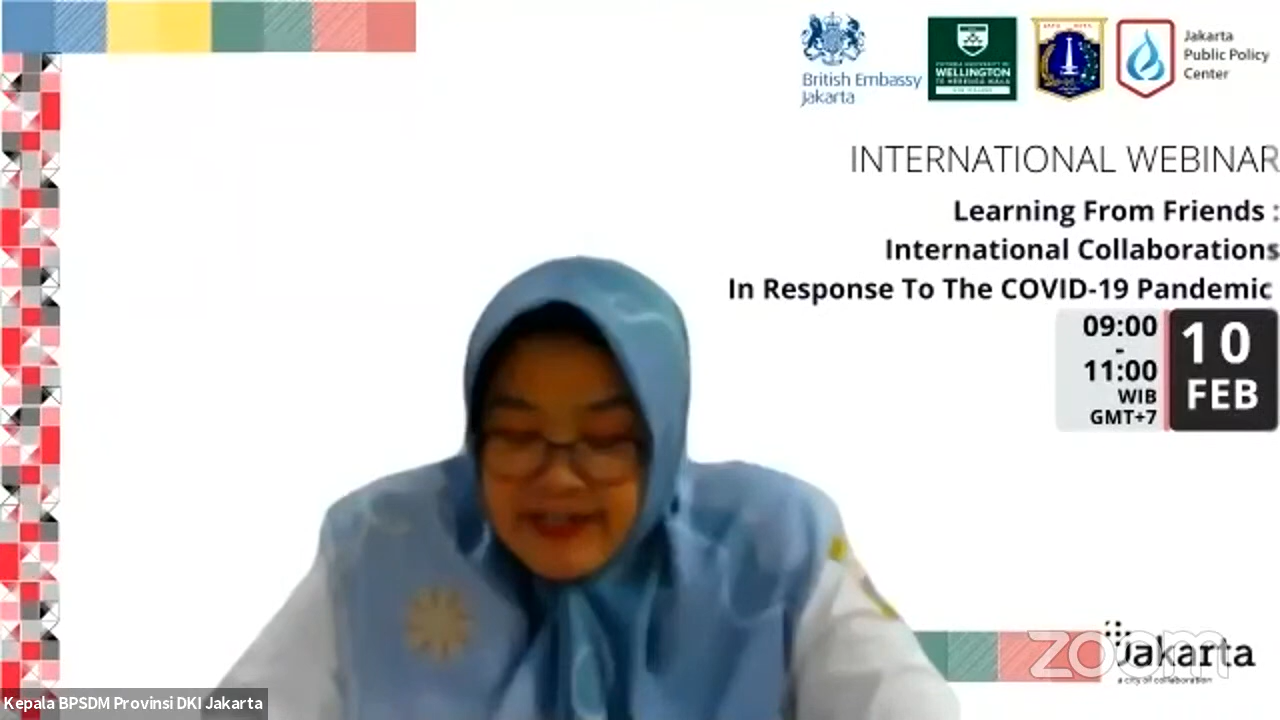 British Embassy
Jakarta
WELLINGTON
Jakarta
Public Policy
Center
INTERNATIONAL WEBINAR
Learning From Friends :
International Collaborations
In Response To The COVID-19 Pandemic
09:00
-
11:00
WIB
GMT+7
10
FEB
zoom
Jakarta
a city of collaboration
Kepala BPSDM Provinsi DKI Jakarta